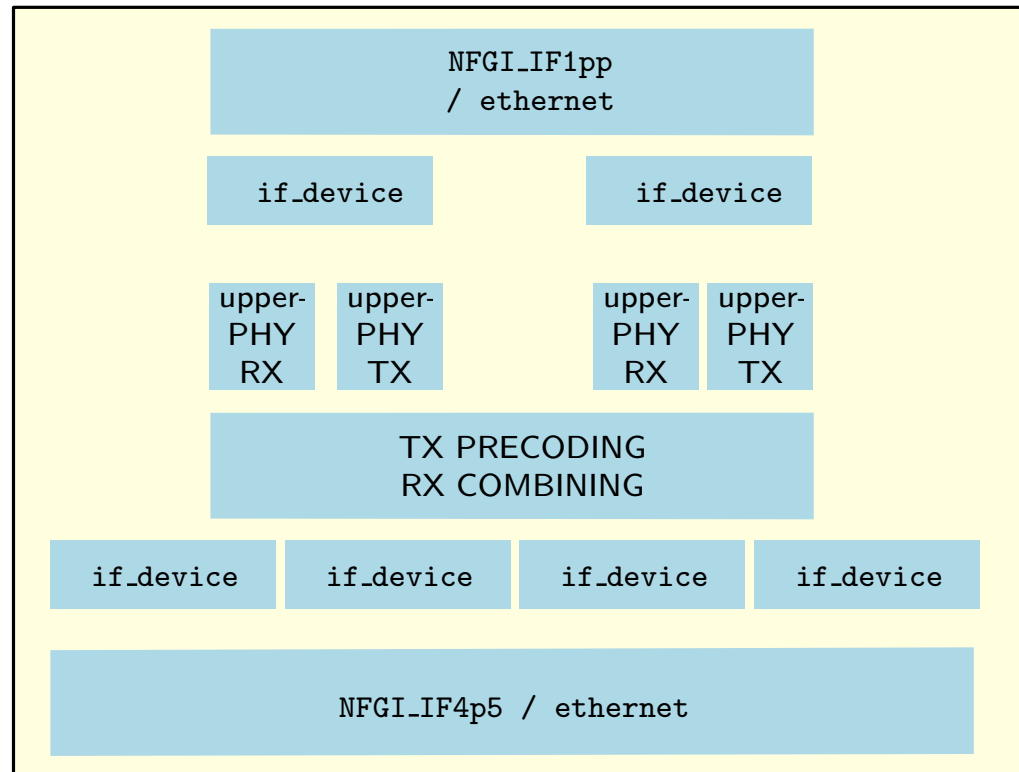 NFGI_IF1pp
/ ethernet
if_device
if_device
upper-
PHY
RX
upper-
PHY
TX
upper-
PHY
RX
upper-
PHY
TX
TX PRECODING
RX COMBINING
if_device
if_device
if_device
if_device
NFGI_IF4p5 / ethernet